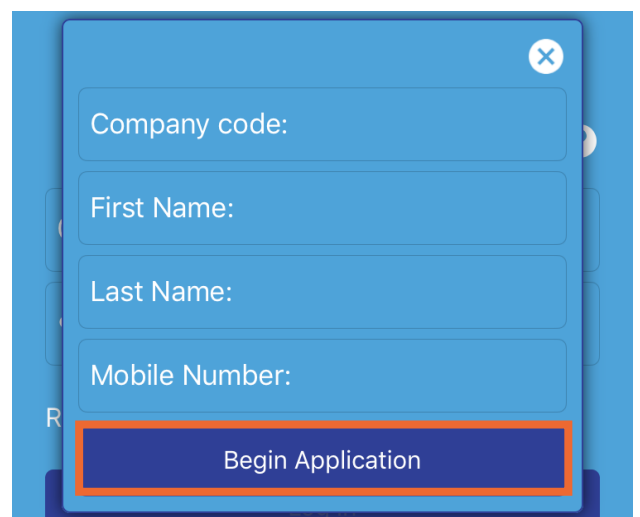 Company code:
First Name:
Last Name:
Mobile Number:
R
Begin Application